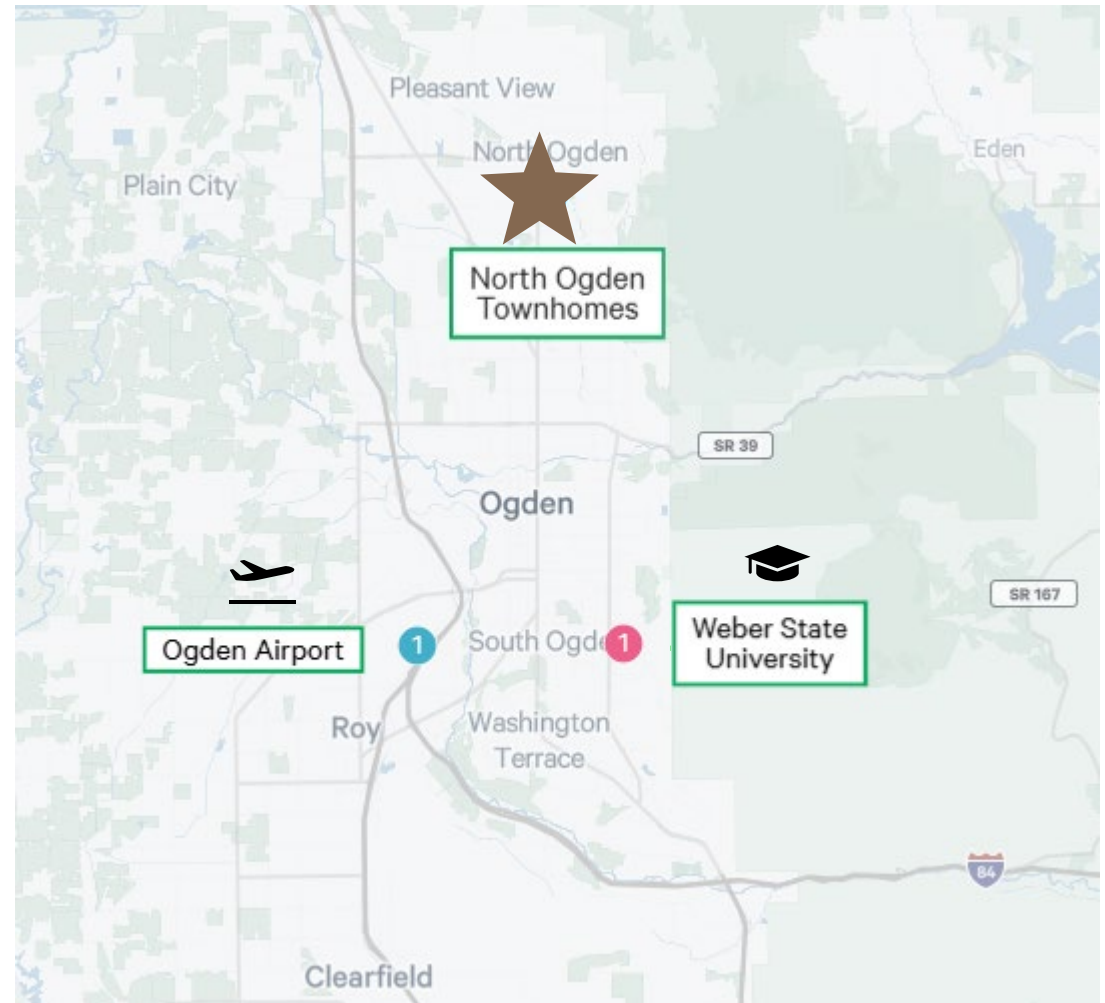 Pleasant View
North Ogden
Eden
Plain City
North Ogden
Townhomes
SR 39
Ogden
SR 167
Ogden Airport
1
South Ogde
1
Weber State
University
Roy
Washington
Terrace
84
Clearfield